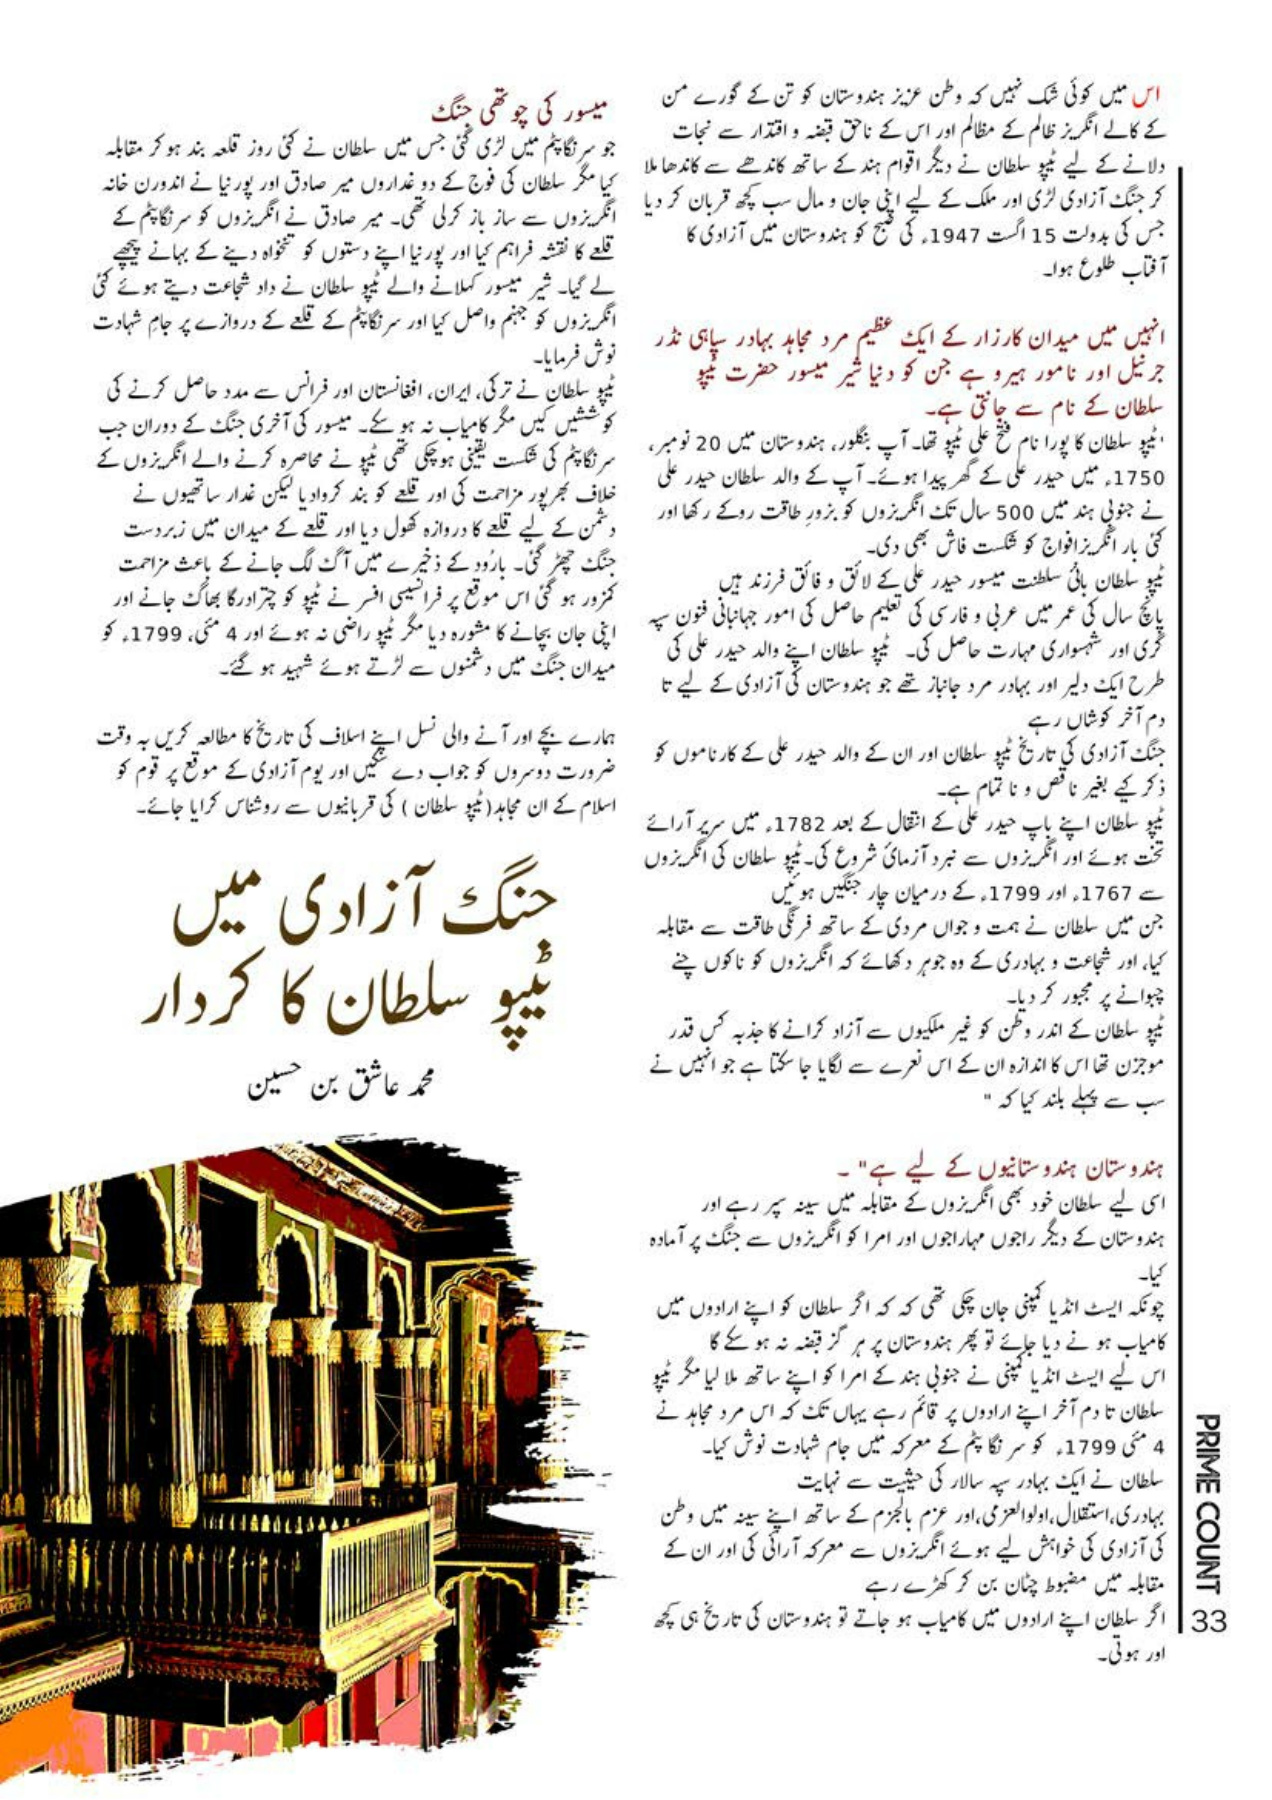 اس میں کوئی شک نہیں کہ وطن عزیز ہندوستان کو تن کے گورے من
کے کالے انگریز ظالم کے مظالم اور اس کے ناحق قبضہ و اقتدار سے نجات
دلانے کے لیے ٹیپو سلطان نے دیگر اقوام ہند کے ساتھ کاندھے سے کاندھا ملا
کر جنگ آزادی لڑی اور ملک کے لیے اپنی جان و مال سب کچھ قربان کر دیا
جس کی بدولت 15 اگست 1947ء کی صبح کو ہندوستان میں آزادی کا
آفتاب طلوع ہوا۔
انہیں میں میدان کارزار کے ایک عظیم مرد مجاہد بہادر سپاہی نڈر
جرنیل اور نامور ہیرو ہے جن کو دنیا شیر میسور حضرت ٹیپو
سلطان کے نام سے جانتی ہے۔
'ٹیپو سلطان کا پورا نام فتح علی ٹیپو تھا۔ آپ بنگلور، ہندوستان میں 20 نومبر،
1750ء میں حیدر علی کے گھر پیدا ہوئے۔ آپ کے والد سلطان حیدر علی
نے جنوبی ہند میں 500 سال تک انگریزوں کو بزورِ طاقت روکے رکھا اور
کئی بار انگریزافواج کو شکست فاش بھی دی۔
ٹیپو سلطان بائی سلطنت میسور حیدر علی کے لائق و فائق فرزند ہیں
پانچ سال کی عمر میں عربی و فارسی کی تعلیم حاصل کی امور جہانبانی فنون سپہ
گری اور شہسواری مہارت حاصل کی۔ ٹیپو سلطان اپنے والد حیدر علی کی
طرح ایک دلیر اور بہادر مرد جانباز تھے جو ہندوستان کی آزادی کے لیے تا
دم آخر کوشاں رہے
جنگ آزادی کی تاریخ ٹیپو سلطان اور ان کے والد حیدر علی کے کارناموں کو
ذکر کیے بغیر ناقص و نا تمام ہے۔
ٹیپو سلطان اپنے باپ حیدر علی کے انتقال کے بعد 1782ء میں سریر آرائے
تخت ہوئے اور انگریزوں سے نبرد آزمائ شروع کی۔ ٹیپو سلطان کی انگریزوں
سے 1767ء اور 1799ء کے درمیان چار جنگیں ہوئیں
جن میں سلطان نے ہمت و جواں مردی کے ساتھ فرنگی طاقت سے مقابلہ
کیا، اور شجاعت و بہادری کے وہ جوہر دکھائے کہ انگریزوں کو ناکوں چنے
چبوانے پر مجبور کر دیا۔
ٹیپو سلطان کے اندر وطن کو غیر ملکیوں سے آزاد کرانے کا جذبہ کس قدر
موجزن تھا اس کا اندازہ ان کے اس نعرے سے لگایا جا سکتا ہے جو انہیں نے
سب سے پہلے بلند کیا کہ "
ہندوستان ہندوستانیوں کے لیے ہے" ۔
اسی لیے سلطان خود بھی انگریزوں کے مقابلہ میں سینہ سپر رہے اور
ہندوستان کے دیگر راجوں مہاراجوں اور امرا کو انگریزوں سے جنگ پر آمادہ
کیا۔
چونکہ ایسٹ انڈیا کمپنی جان چکی تھی کہ کہ اگر سلطان کو اپنے ارادوں میں
کامیاب ہونے دیا جائے تو پھر ہندوستان پر ہر گز قبضہ نہ ہو سکے گا
اس لیے ایسٹ انڈیا کمپنی نے جنوبی ہند کے امرا کو اپنے ساتھ ملا لیا مگر ٹیپو
سلطان تا دم آخر اپنے ارادوں پر قائم رہے یہاں تک کہ اس مرد مجاہد نے
4 مئی 1799ء کو سر نگا پٹم کے معرکہ میں جام شہادت نوش کیا۔
سلطان نے ایک بہادر سپہ سالار کی حیثیت سے نہایت
بہادری،استقلال،اولوالعزمی،اور عزم بالجزم کے ساتھ اپنے سینہ میں وطن
کی آزادی کی خواہش لیے ہوئے انگریزوں سے معرکہ آرائی کی اور ان کے
مقابلہ میں مضبوط چٹان بن کر کھڑے رہے
اگر سلطان اپنے ارادوں میں کامیاب ہو جاتے تو ہندوستان کی تاریخ ہی کچھ
اور ہوتی۔
میسور کی چوتھی جنگ
جو سرنگاپٹم میں لڑی گئی جس میں سلطان نے کئی روز قلعہ بند ہو کر مقابلہ
کیا مگر سلطان کی فوج کے دو غداروں میر صادق اور پورنیا نے اندورن خانہ
انگریزوں سے ساز باز کرلی تھی۔ میر صادق نے انگریزوں کو سرنگاپٹم کے
قلعے کا نقشہ فراہم کیا اور پورنیا اپنے دستوں کو تنخواہ دینے کے بہانے پیچھے
لے گیا۔ شیر میسور کہلانے والے ٹیپو سلطان نے داد شجاعت دیتے ہوئے کئی
انگریزوں کو جہنم واصل کیا اور سرنگاپٹم کے قلعے کے دروازے پر جامِ شہادت
نوش فرمایا۔
ٹیپو سلطان نے ترکی، ایران، افغانستان اور فرانس سے مدد حاصل کرنے کی
کوششیں کیں مگر کامیاب نہ ہو سکے۔ میسور کی آخری جنگ کے دوران جب
سرنگاپٹم کی شکست یقینی ہوچکی تھی ٹیپو نے محاصرہ کرنے والے انگریزوں کے
خلاف بھرپور مزاحمت کی اور قلعے کو بند کروادیا لیکن غدار ساتھیوں نے
دشمن کے لیے قلعے کا دروازہ کھول دیا اور قلعے کے میدان میں زبردست
جنگ چھڑ گئی۔ بارُود کے ذخیرے میں آگ لگ جانے کے باعث مزاحمت
کمزور ہو گئی اس موقع پر فرانسیسی افسر نے ٹیپو کو چترادرگا بھاگ جانے اور
اپنی جان بچانے کا مشورہ دیا مگر ٹیپو راضی نہ ہوئے اور 4 مئی، 1799ء کو
میدان جنگ میں دشمنوں سے لڑتے ہوئے شہید ہو گئے۔
ہمارے بچے اور آنے والی نسل اپنے اسلاف کی تاریخ کا مطالعہ کریں بہ وقت
ضرورت دوسروں کو جواب دے سکیں اور یوم آزادی کے موقع پر قوم کو
اسلام کے ان مجاہد(ٹیپو سلطان ) کی قربانیوں سے روشناس کرایا جائے۔
جنگ آزادی میں
ٹیپو سلطان کا کردار
محمد عاشق بن حسین
PRIME COUNT
33